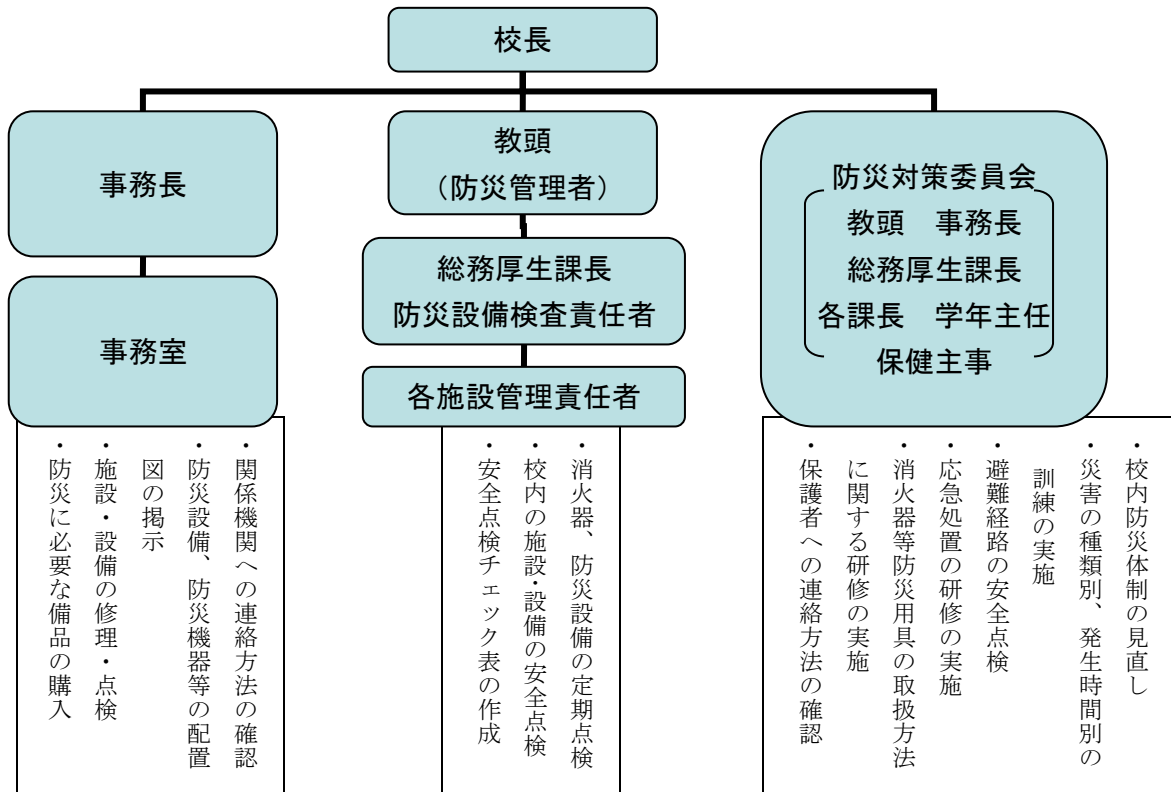 校長
事務長
事務室
・関係機関への連絡方法の確認
・防災設備、防災機器等の配置
図の掲示
・施設・設備の修理・点検
・防災に必要な備品の購入
教頭
（防災管理者）
総務厚生課長
防災設備検査責任者
各施設管理責任者
・消火器、防災設備の定期点検
・校内の施設・設備の安全点検
・安全点検チェック表の作成
防災対策委員会
教頭　事務長
総務厚生課長
各課長　学年主任
保健主事
・校内防災体制の見直し
・災害の種類別、発生時間別の
訓練の実施
・避難経路の安全点検
・応急処置の研修の実施
・消火器等防災用具の取扱方法
に関する研修の実施
・保護者への連絡方法の確認